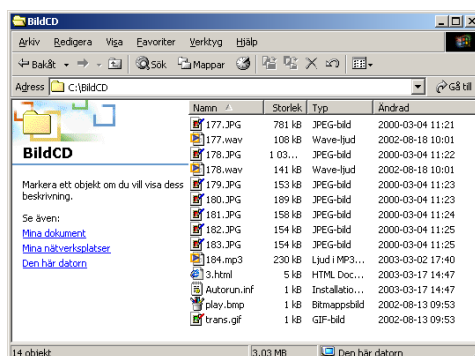 BildCD
Arkiv Redigera Visa Favoriter Verktyg Hjälp
Bakåt Sök Mappar
Adress C:\BildCD Gå till
Namn Storlek Typ Ändrad
177.JPG 781 kB JPEG-bild 2000-03-04 11:21
177.wav 108 kB Wave-ljud 2002-08-18 10:01
178.JPG 1 03... JPEG-bild 2000-03-04 11:22
178.wav 141 kB Wave-ljud 2002-08-18 10:01
179.JPG 153 kB JPEG-bild 2000-03-04 11:23
180.JPG 189 kB JPEG-bild 2000-03-04 11:23
181.JPG 158 kB JPEG-bild 2000-03-04 11:24
182.JPG 154 kB JPEG-bild 2000-03-04 11:25
183.JPG 154 kB JPEG-bild 2000-03-04 11:25
184.mp3 230 kB Ljud i MP3... 2003-03-02 17:40
3.html 5 kB HTML Doc... 2003-03-17 14:47
Autorun.inf 1 kB Installatio... 2003-03-17 14:47
play.bmp 1 kB Bitmappsbild 2002-08-13 09:53
trans.gif 1 kB GIF-bild 2002-08-13 09:53
BildCD
Markera ett objekt om du vill visa dess
beskrivning.
Se även:
Mina dokument
Mina nätverksplatser
Den här datorn
14 objekt 3,03 MB Den här datorn